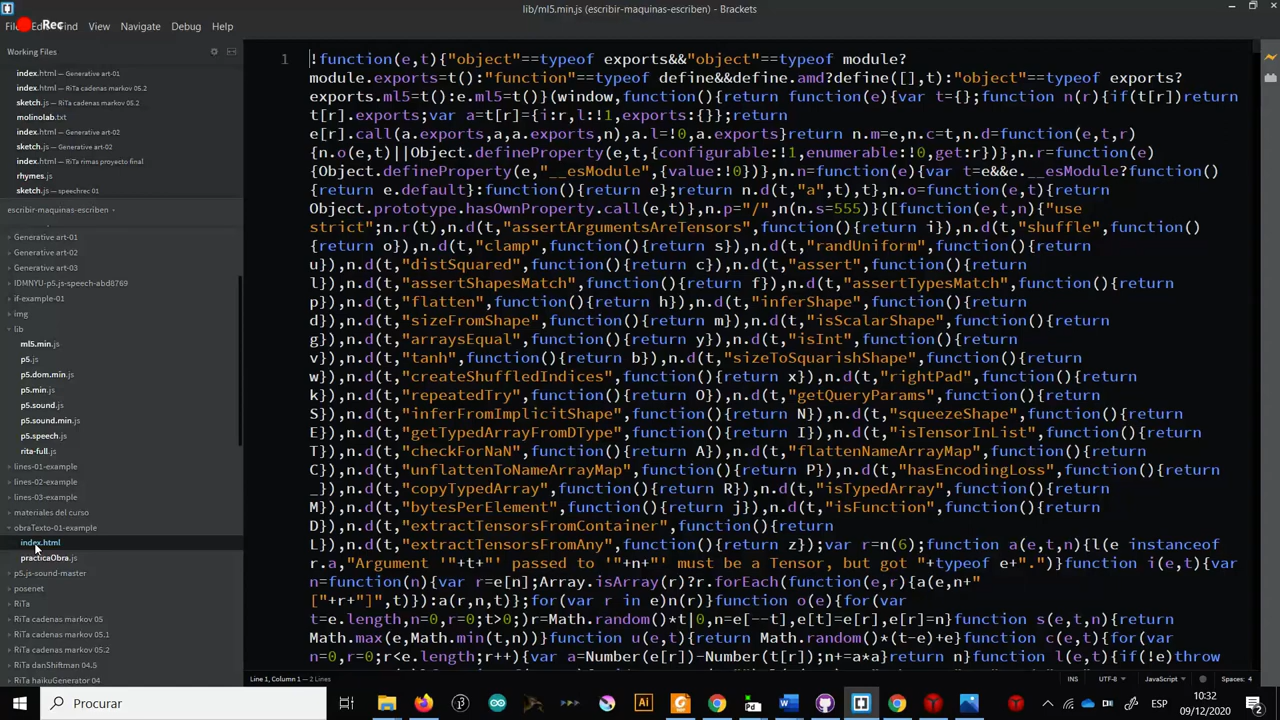 lib/ml5.min.js (escribir-maquinas-escriben) - Brackets
Rec
View Navigate Debug Help
Working Files
index.html — Generative art-01
index.html — RiTa cadenas markov 05.2
sketch.js — RiTa cadenas markov 05.2
molinolab.txt
index.html — Generative art-02
sketch.js — Generative art-02
index.html — RiTa rimas proyecto final
rhymes.js
sketch.js — speechrec 01
escribir-maquinas-escriben
Generative art-01
Generative art-02
Generative art-03
IDMNYU-p5.js-speech-abd8769
if-example-01
img
lib
ml5.min.js
p5.js
p5.dom.min.js
p5.min.js
p5.sound.js
p5.sound.min.js
p5.speech.js
rita-full.js
lines-01-example
lines-02-example
lines-03-example
materiales del curso
obraTexto-01-example
index.html
practicaObra.js
p5.js-sound-master
posenet
RiTa
RiTa cadenas markov 05
RiTa cadenas markov 05.1
RiTa cadenas markov 05.2
RiTa danShiftman 04.5
RiTa haikuGenerator 04
1
!function(e,t){"object"==typeof exports&&"object"==typeof module?
module.exports=t():"function"==typeof define&&define.amd?define([],t):"object"==typeof exports?
exports.ml5=t():e.ml5=t()}(window,function(){return function(e){var t={};function n(r){if(t[r])return
t[r].exports;var a=t[r]={i:r,l:!1,exports:{}};return
e[r].call(a.exports,a,a.exports,n),a.l=!0,a.exports}return n.m=e,n.c=t,n.d=function(e,t,r)
{n.o(e,t)||Object.defineProperty(e,t,{configurable:!1,enumerable:!0,get:r})},n.r=function(e)
{Object.defineProperty(e,"__esModule",{value:!0})},n.n=function(e){var t=e&&e.__esModule?function()
{return e.default}:function(){return e};return n.d(t,"a",t),t},n.o=function(e,t){return
Object.prototype.hasOwnProperty.call(e,t)},n.p="/",n(n.s=555)}([function(e,t,n){"use
strict";n.r(t),n.d(t,"assertArgumentsAreTensors",function(){return i}),n.d(t,"shuffle",function()
{return o}),n.d(t,"clamp",function(){return s}),n.d(t,"randUniform",function(){return
u}),n.d(t,"distSquared",function(){return c}),n.d(t,"assert",function(){return
l}),n.d(t,"assertShapesMatch",function(){return f}),n.d(t,"assertTypesMatch",function(){return
p}),n.d(t,"flatten",function(){return h}),n.d(t,"inferShape",function(){return
d}),n.d(t,"sizeFromShape",function(){return m}),n.d(t,"isScalarShape",function(){return
g}),n.d(t,"arraysEqual",function(){return y}),n.d(t,"isInt",function(){return
v}),n.d(t,"tanh",function(){return b}),n.d(t,"sizeToSquarishShape",function(){return
w}),n.d(t,"createShuffledIndices",function(){return x}),n.d(t,"rightPad",function(){return
k}),n.d(t,"repeatedTry",function(){return O}),n.d(t,"getQueryParams",function(){return
S}),n.d(t,"inferFromImplicitShape",function(){return N}),n.d(t,"squeezeShape",function(){return
E}),n.d(t,"getTypedArrayFromDType",function(){return I}),n.d(t,"isTensorInList",function(){return
T}),n.d(t,"checkForNaN",function(){return A}),n.d(t,"flattenNameArrayMap",function(){return
C}),n.d(t,"unflattenToNameArrayMap",function(){return P}),n.d(t,"hasEncodingLoss",function(){return
_}),n.d(t,"copyTypedArray",function(){return R}),n.d(t,"isTypedArray",function(){return
M}),n.d(t,"bytesPerElement",function(){return j}),n.d(t,"isFunction",function(){return
D}),n.d(t,"extractTensorsFromContainer",function(){return
L}),n.d(t,"extractTensorsFromAny",function(){return z});var r=n(6);function a(e,t){l(e instanceof
r.a,"Argument '"+t+"' passed to '"+n+"' must be a Tensor, but got "+typeof e+".")}function i(e,t){var
n=function(n){var r=e[n];Array.isArray(r)?r.forEach(function(e,r){a(e,n+"
["+r+"]",t)}):a(r,n,t)};for(var r in e)n(r)}function o(e){for(var
t=e.length,n=0,r=0;t>0;)r=Math.random()*t|0,n=e[--t],e[t]=e[r],e[r]=n}function s(e,t,n){return
Math.max(e,Math.min(t,n))}function u(e,t){return Math.random()*(t-e)+e}function c(e,t){for(var
n=0,r=0;r<e.length;r++){var a=Number(e[r])-Number(t[r]);n+=a*a}return n}function l(e,t){if(!e)throw
Line 1, Column 1 — 2 Lines
INS UTF-8 JavaScript Spaces: 4
Procurar
ESP
10:32
09/12/2020
2